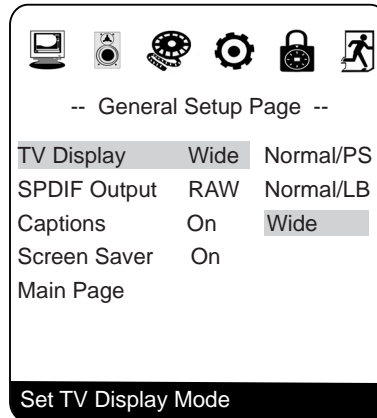 -- General Setup Page --
TV Display Wide Normal/PS
SPDIF Output RAW Normal/LB
Captions On Wide
Screen Saver On
Main Page
Set TV Display Mode